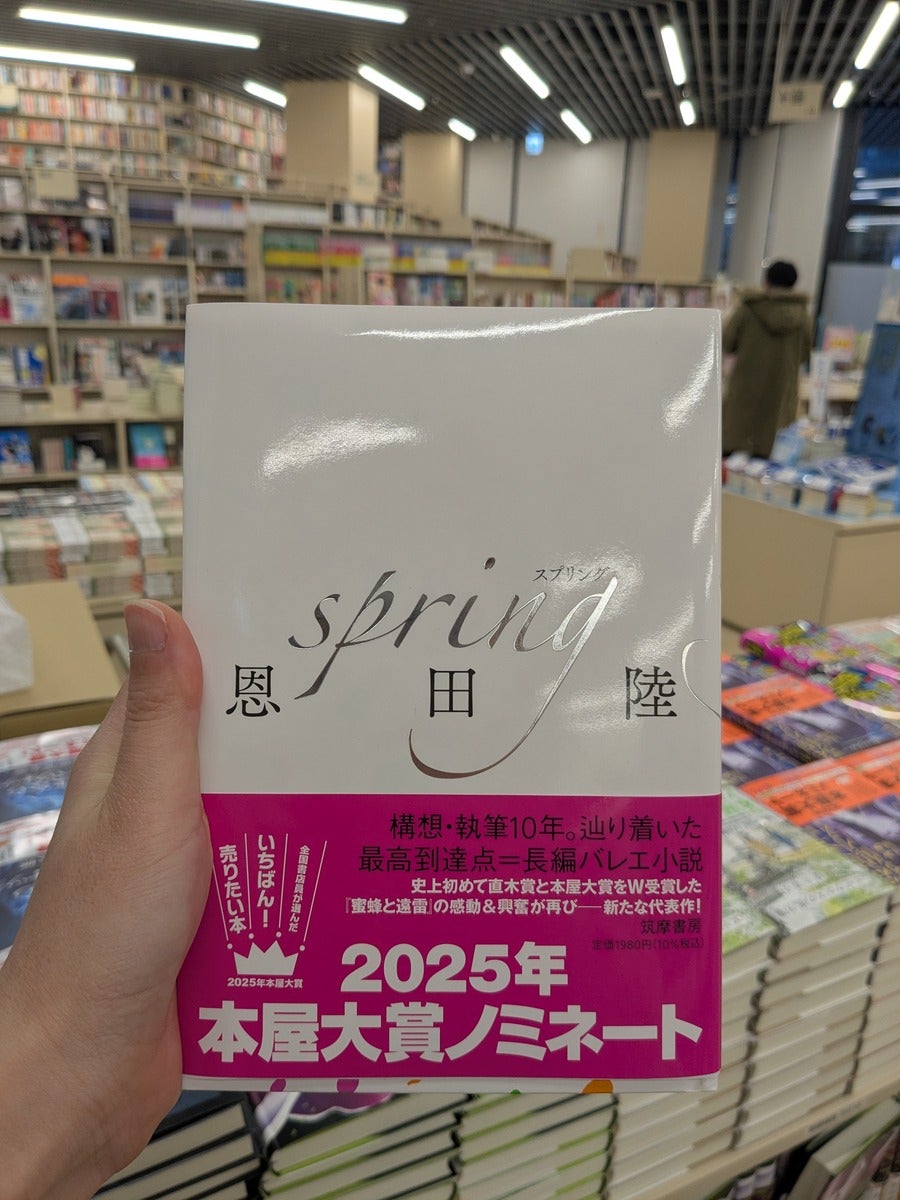 spring
スプリング
恩田陸
構想・執筆10年。辿り着いた
最高到達点=長編バレエ小説
史上初めて直木賞と本屋大賞をW受賞した
『蜜蜂と遠雷』の感動&興奮が再び──新たな代表作!
筑摩書房
定価1980円(10%税込)
全国書店員が選んだ
いちばん!
売りたい本
2025年本屋大賞
2025年
本屋大賞ノミネート